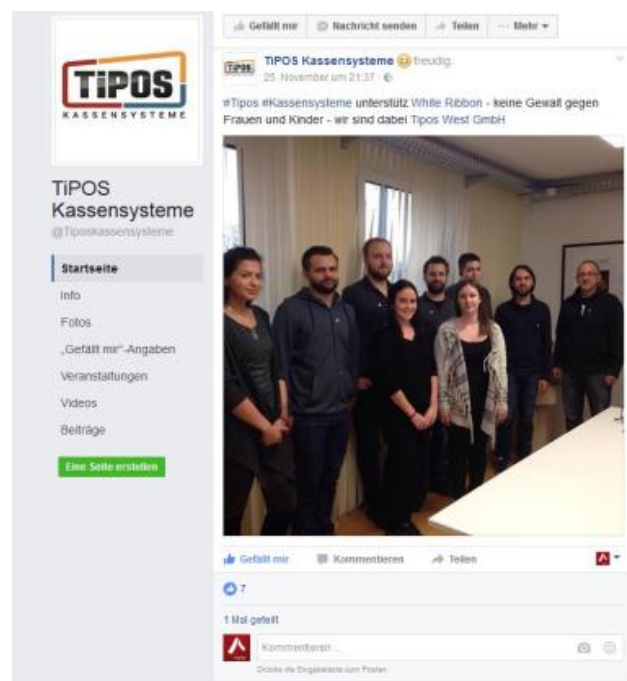 Gefällt mir Nachricht senden Teilen ··· Mehr
TiPOS
KASSENSYSTEME
TiPOS Kassensysteme freudig.
25. November um 21:37 ·
#Tipos #Kassensysteme unterstütz White Ribbon - keine Gewalt gegen
Frauen und Kinder - wir sind dabei Tipos West GmbH
TiPOS
Kassensysteme
@Tiposkassensysteme
Startseite
Info
Fotos
„Gefällt mir“-Angaben
Veranstaltungen
Videos
Beiträge
Eine Seite erstellen
Gefällt mir Kommentieren Teilen
7
1 Mal geteilt
Kommentieren ...
Drücke die Eingabetaste zum Posten.